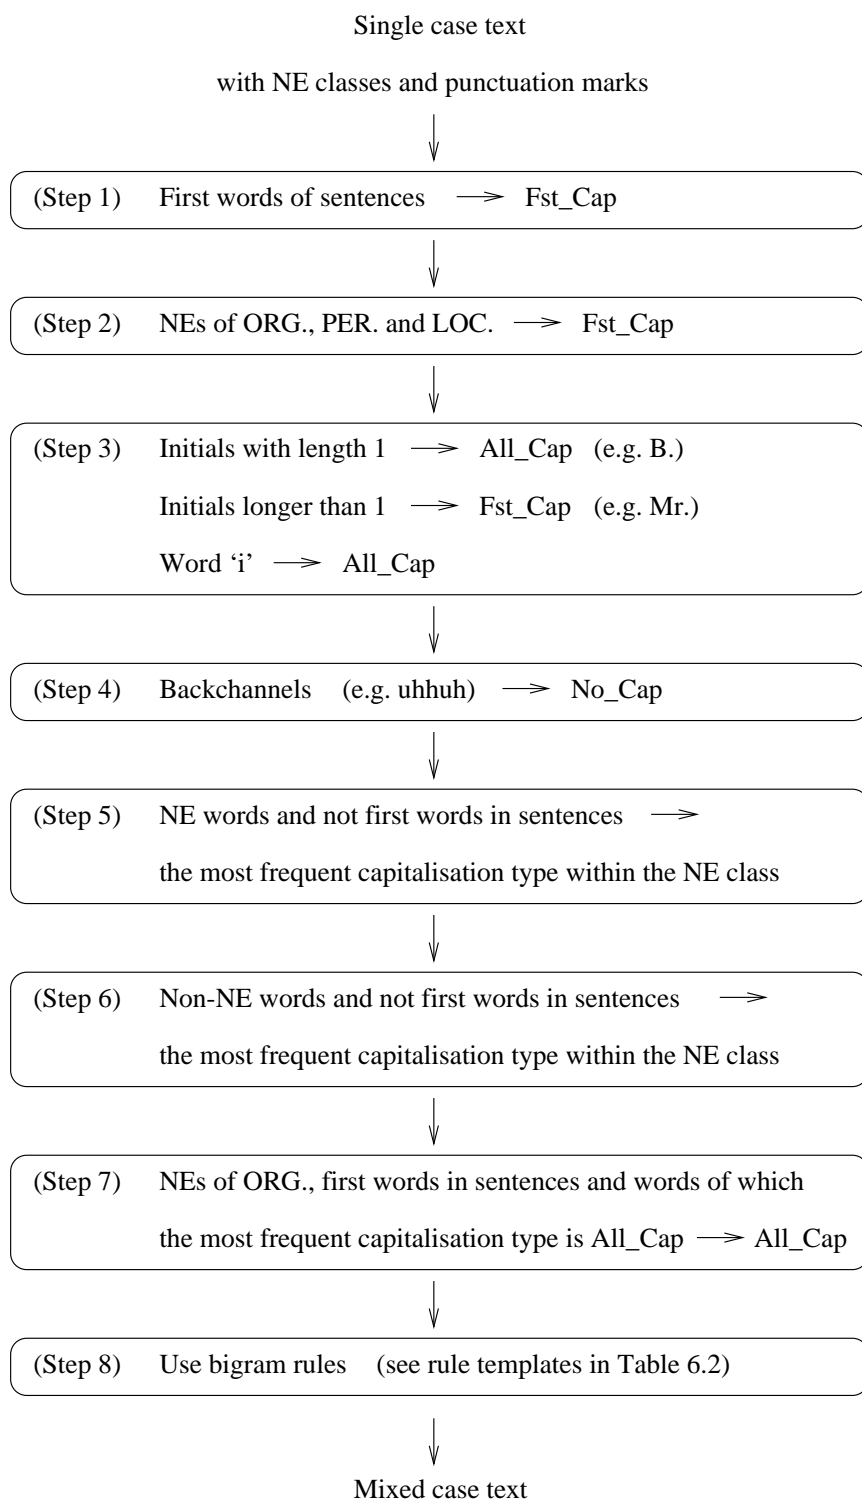 Single case text
with NE classes and punctuation marks
(Step 1) First words of sentences → Fst_Cap
(Step 2) NEs of ORG., PER. and LOC. → Fst_Cap
(Step 3) Initials with length 1 → All_Cap (e.g. B.)
Initials longer than 1 → Fst_Cap (e.g. Mr.)
Word ‘i’ → All_Cap
(Step 4) Backchannels (e.g. uhhuh) → No_Cap
(Step 5) NE words and not first words in sentences →
the most frequent capitalisation type within the NE class
(Step 6) Non-NE words and not first words in sentences →
the most frequent capitalisation type within the NE class
(Step 7) NEs of ORG., first words in sentences and words of which
the most frequent capitalisation type is All_Cap → All_Cap
(Step 8) Use bigram rules (see rule templates in Table 6.2)
Mixed case text